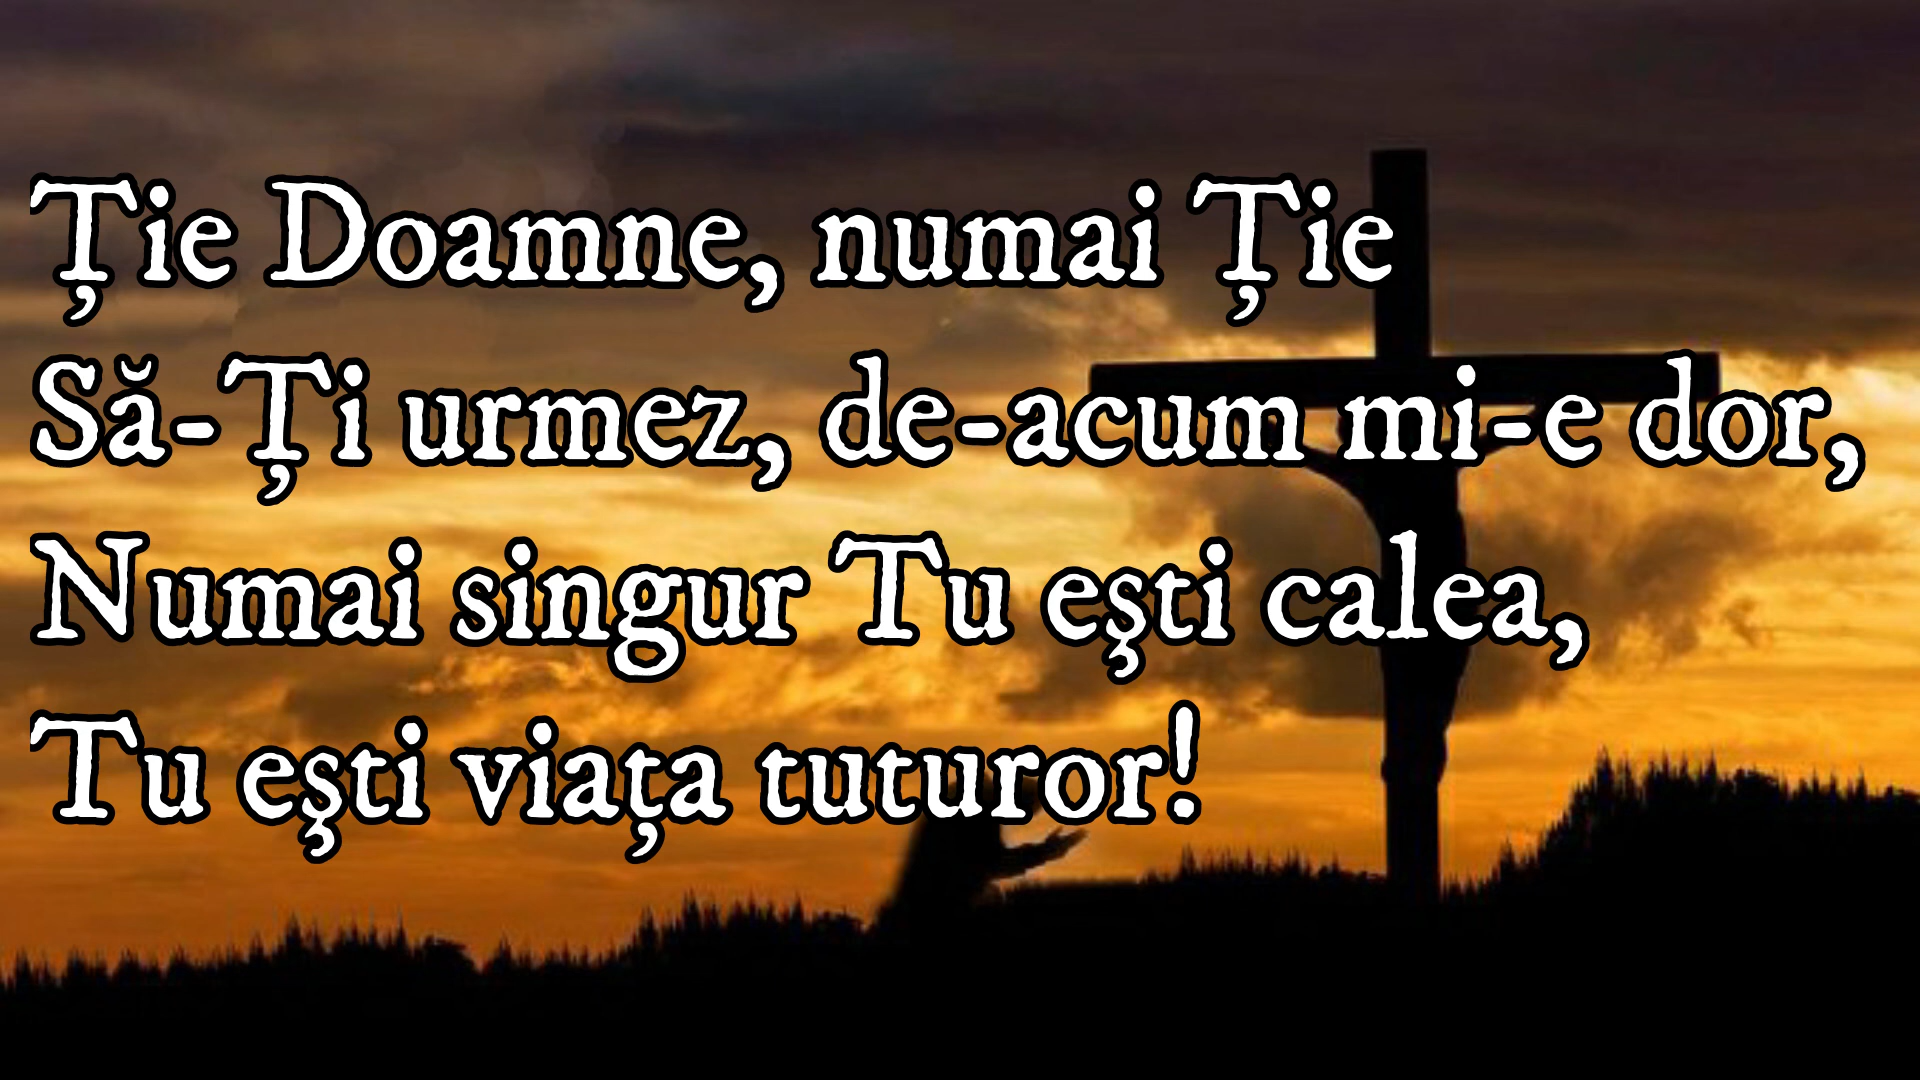 Ție Doamne, numai Ție
Să-Ți urmez, de-acum mi-e dor,
Numai singur Tu eşti calea,
Tu eşti viața tuturor!